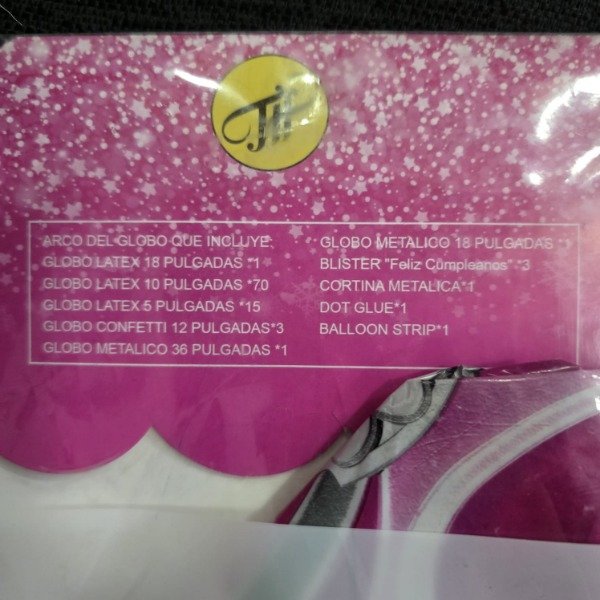 ARCO DEL GLOBO QUE INCLUYE:
GLOBO LATEX 18 PULGADAS *1
GLOBO LATEX 10 PULGADAS *70
GLOBO LATEX 5 PULGADAS *15
GLOBO CONFETTI 12 PULGADAS*3
GLOBO METALICO 36 PULGADAS *1
GLOBO METALICO 18 PULGADAS *1
BLISTER "Feliz Cumpleanos" *3
CORTINA METALICA*1
DOT GLUE*1
BALLOON STRIP*1